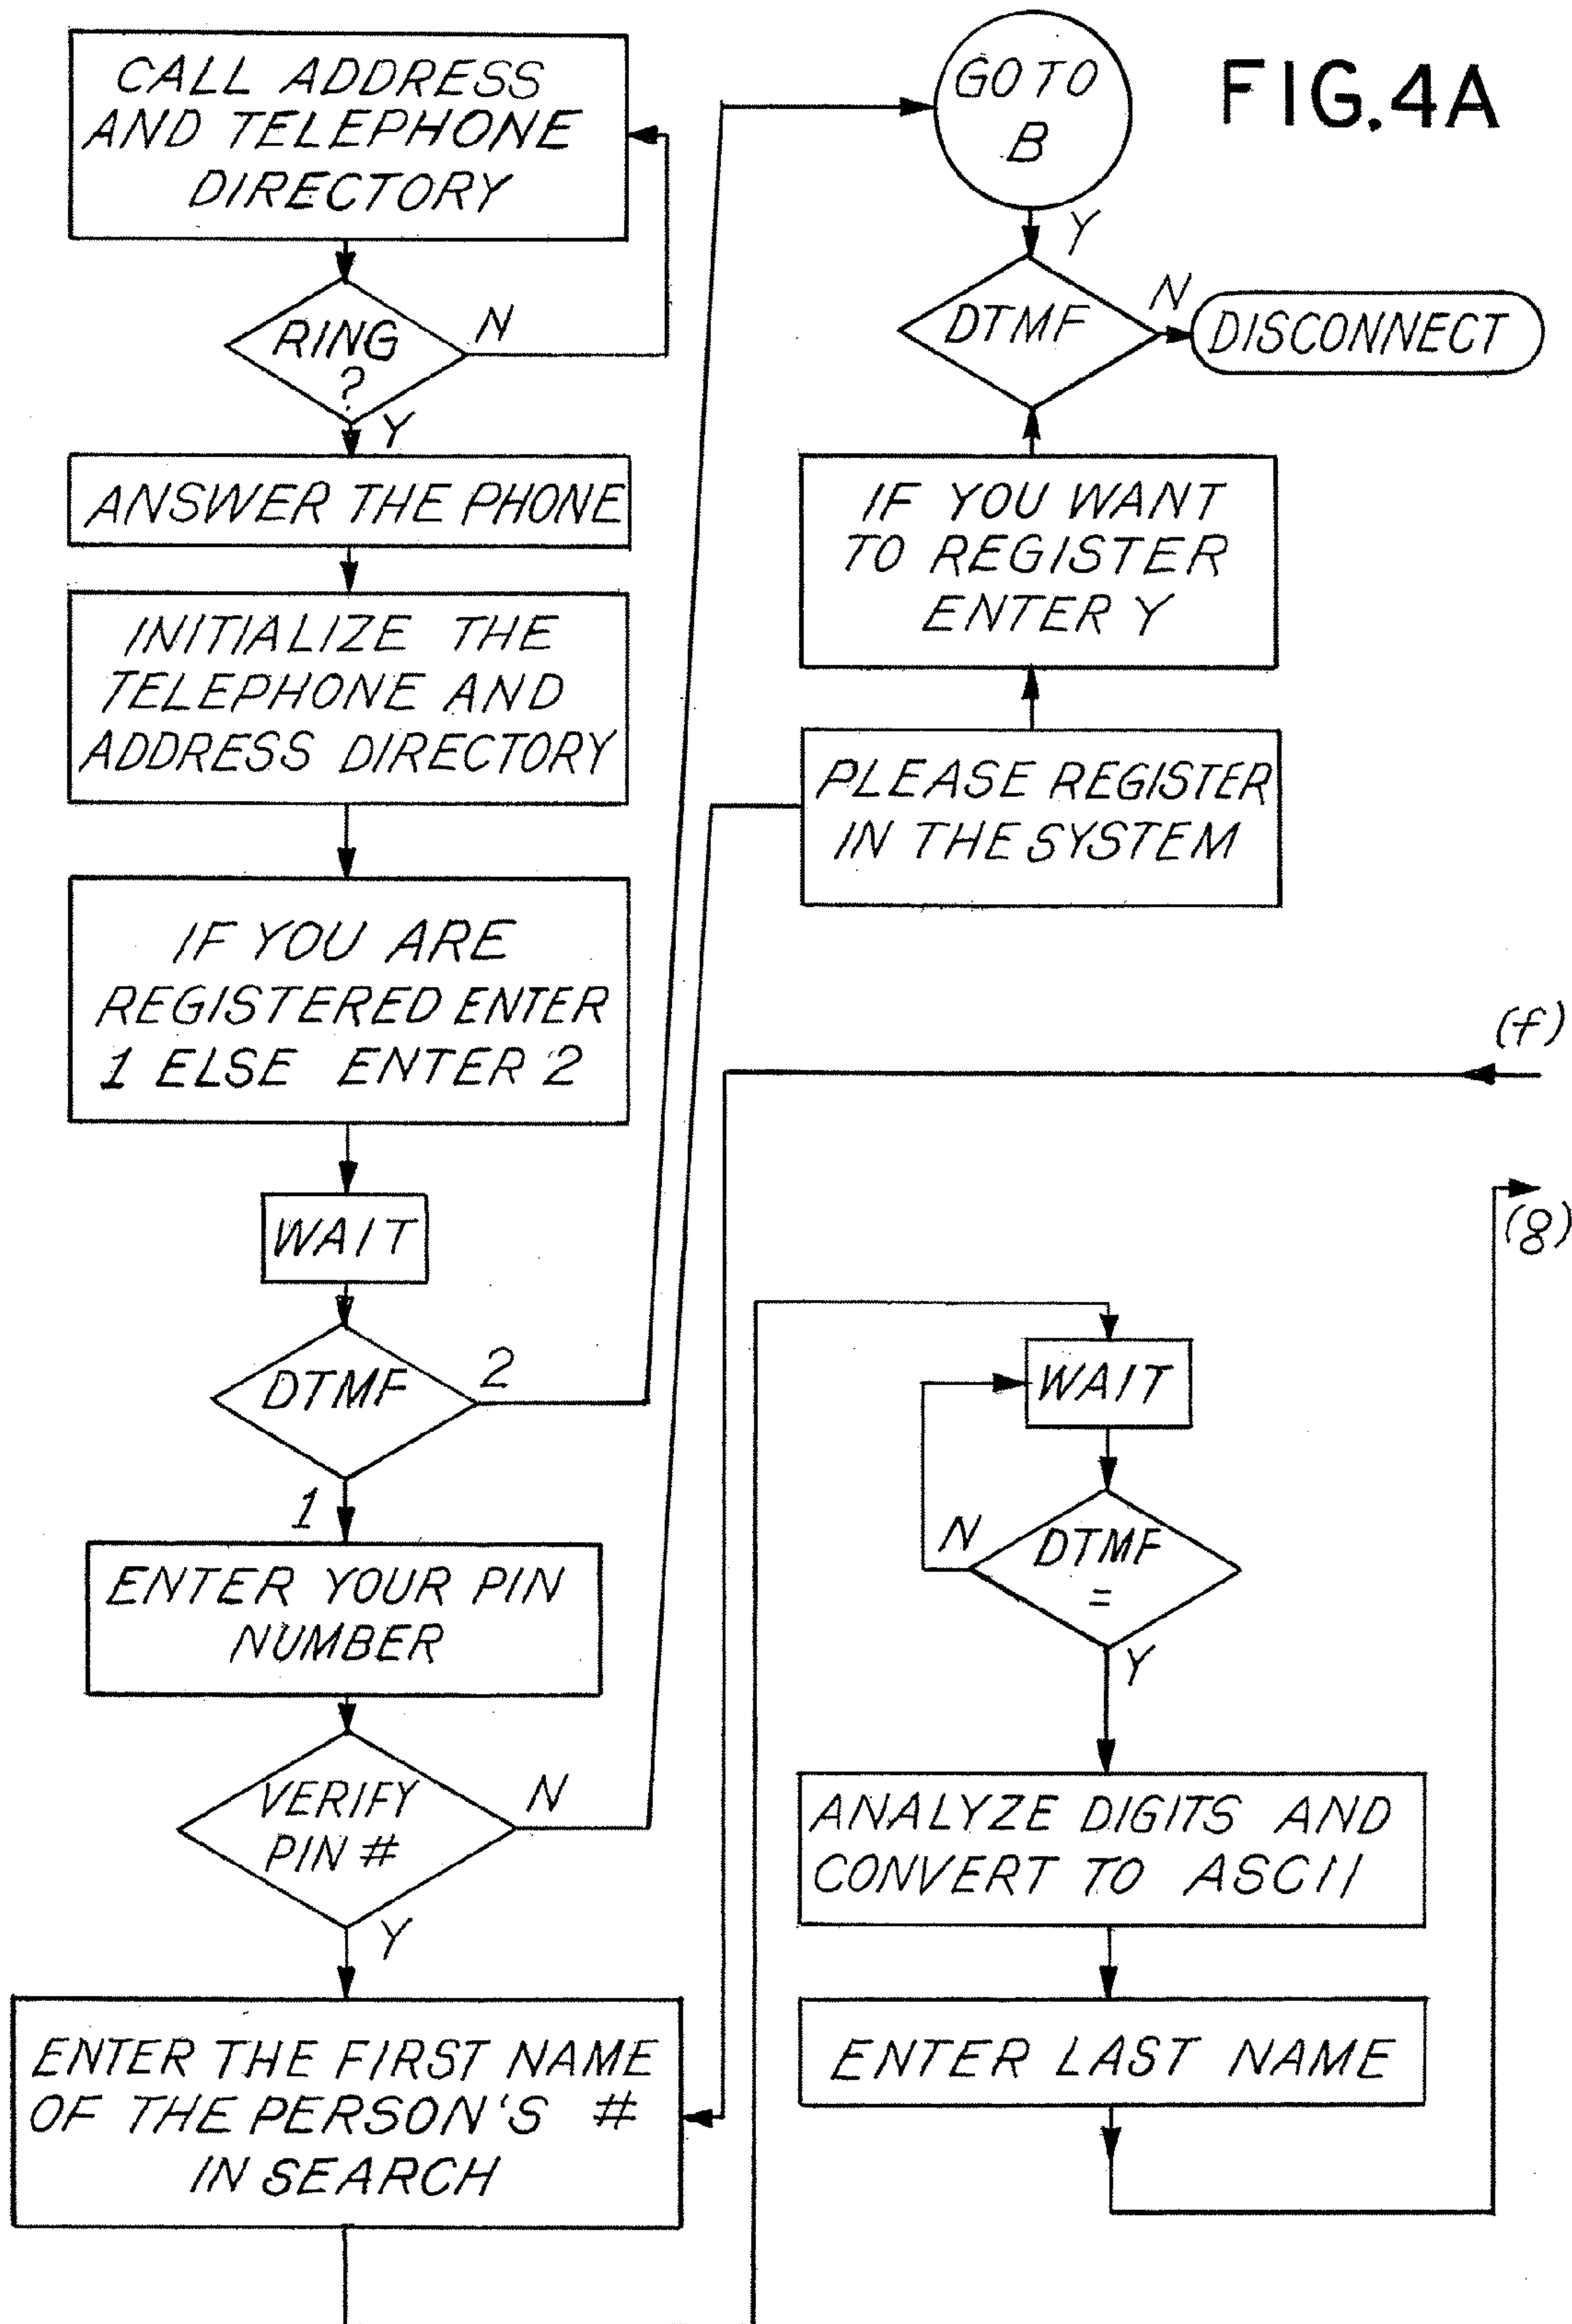 FIG.4A
CALL ADDRESS
AND TELEPHONE
DIRECTORY
RING
?
N
Y
ANSWER THE PHONE
INITIALIZE THE
TELEPHONE AND
ADDRESS DIRECTORY
IF YOU ARE
REGISTERED ENTER
1 ELSE ENTER 2
WAIT
DTMF
2
1
ENTER YOUR PIN
NUMBER
VERIFY
PIN #
N
Y
ENTER THE FIRST NAME
OF THE PERSON'S #
IN SEARCH
GO TO
B
Y
DTMF
N
DISCONNECT
IF YOU WANT
TO REGISTER
ENTER Y
PLEASE REGISTER
IN THE SYSTEM
(f)
(g)
WAIT
DTMF
=
N
Y
ANALYZE DIGITS AND
CONVERT TO ASCII
ENTER LAST NAME